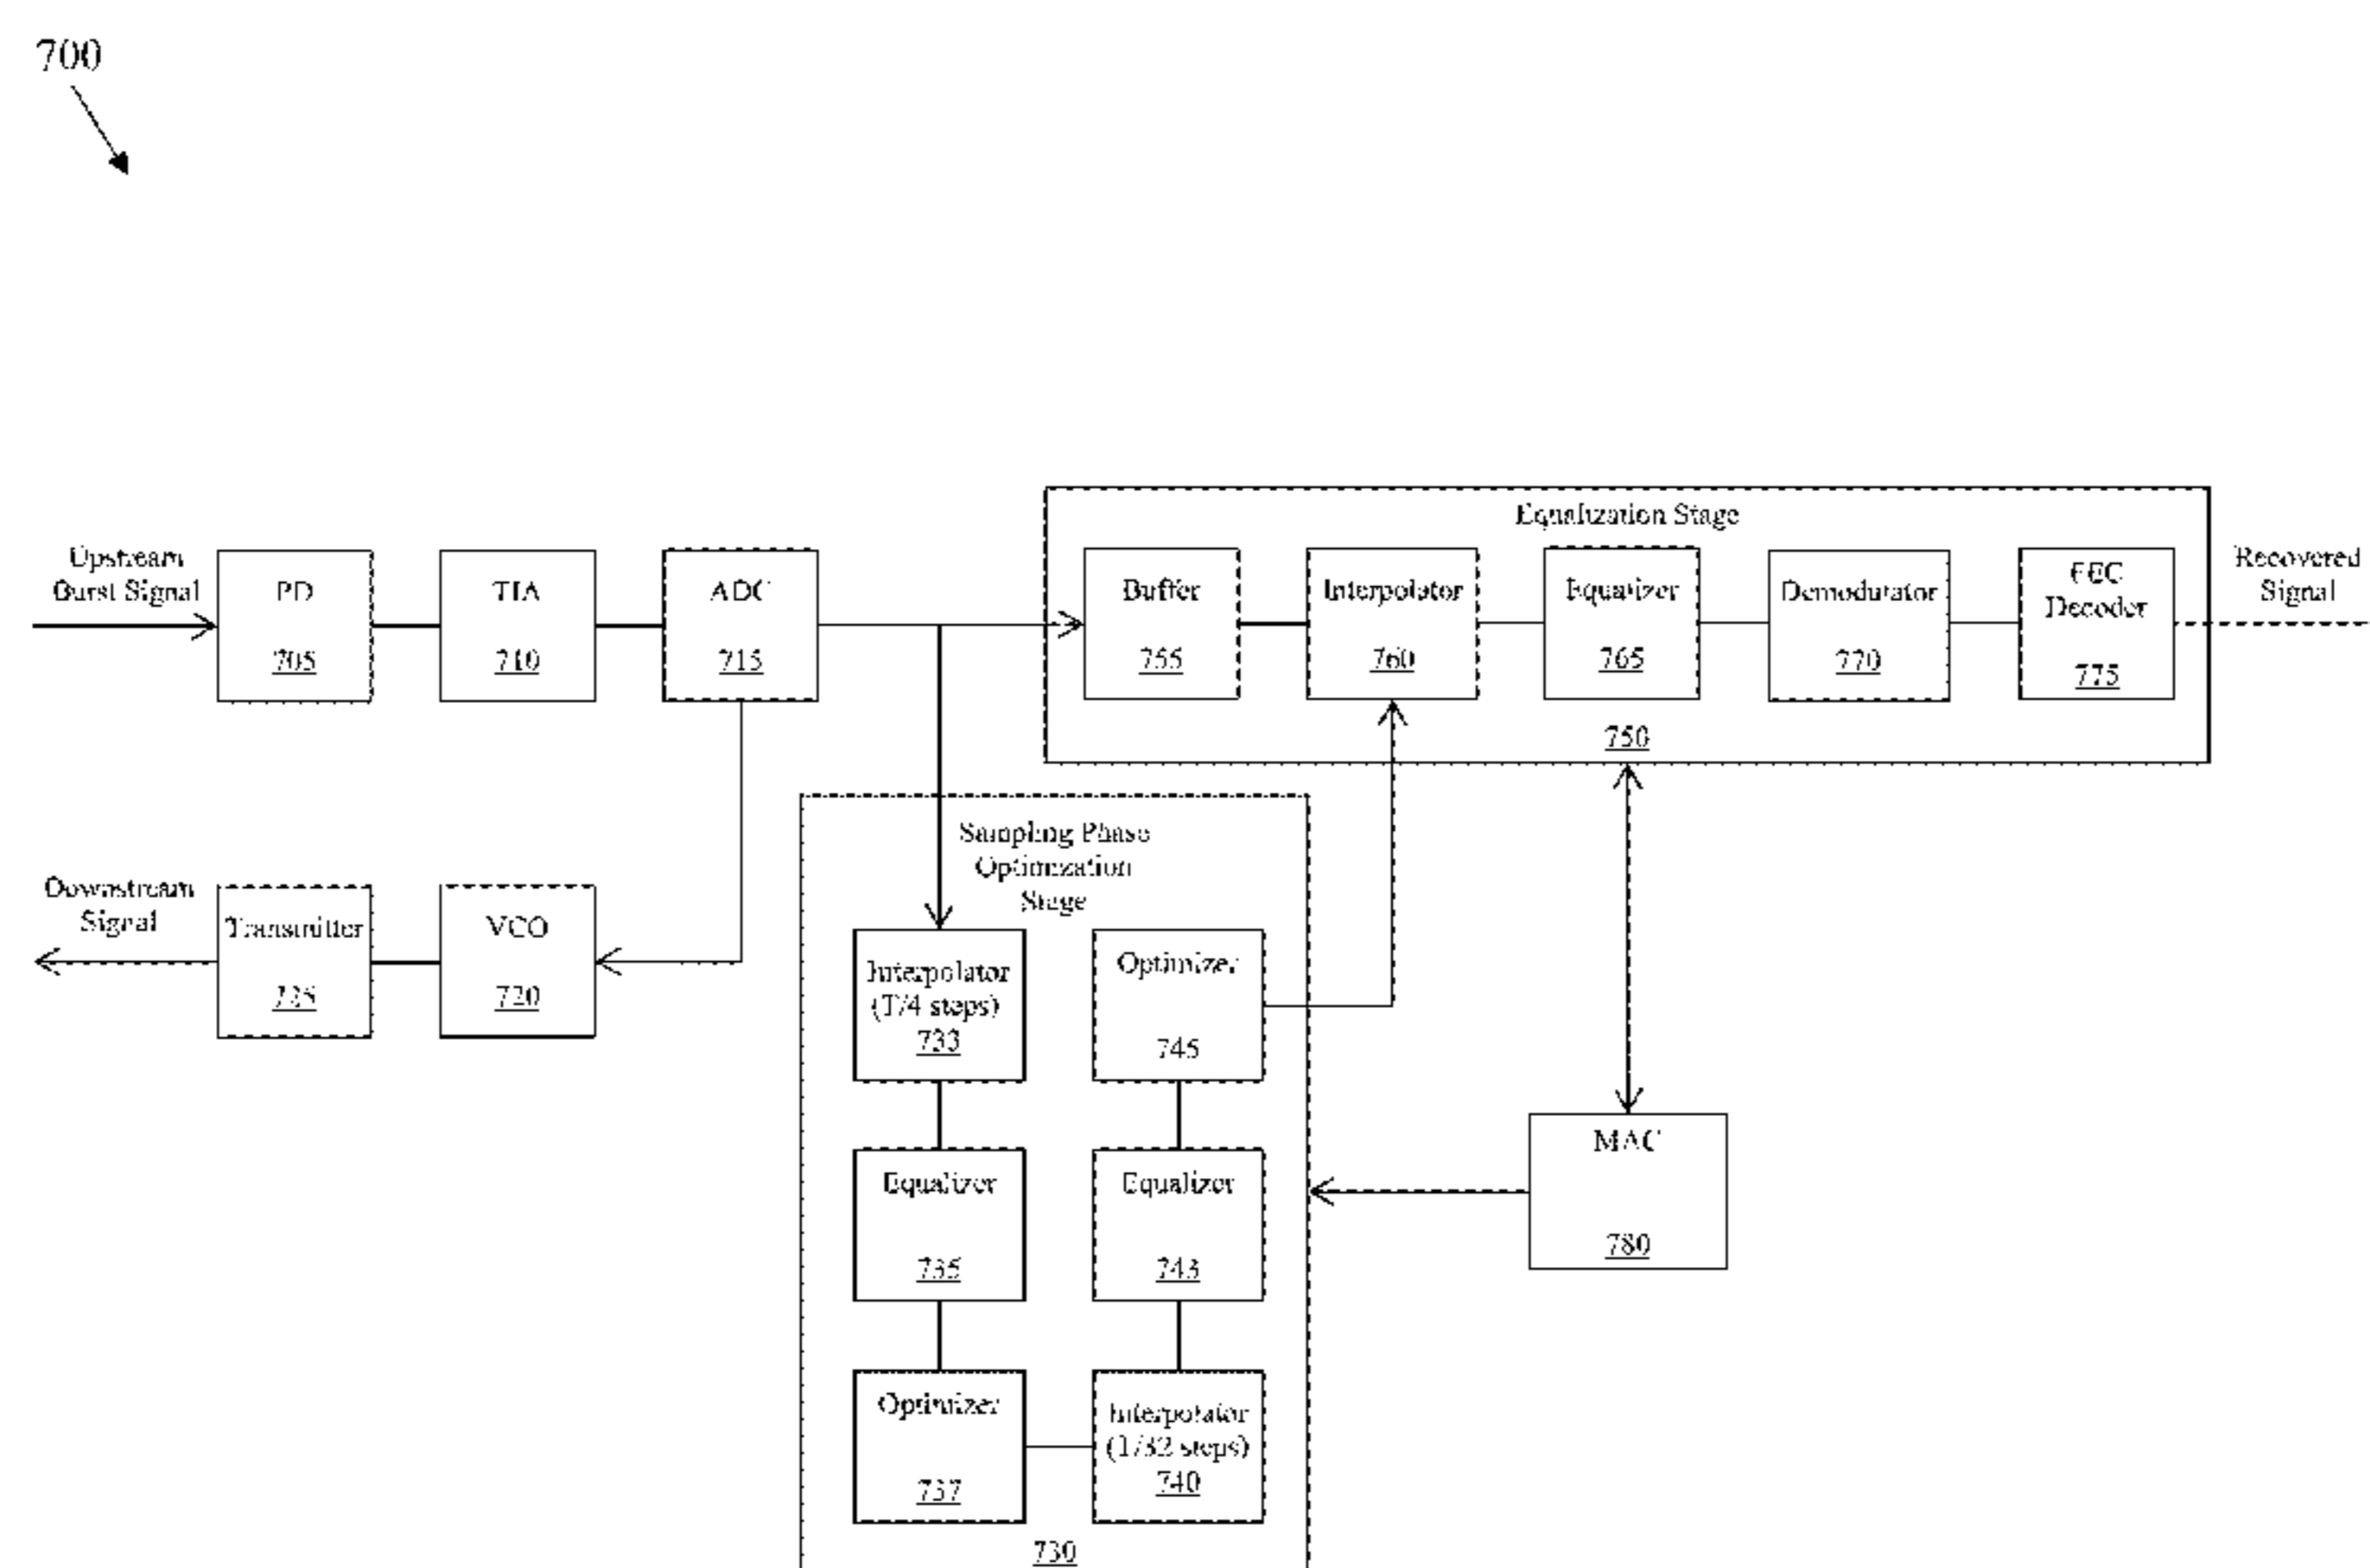 700
Upstream
Burst Signal
PD
705
TIA
710
ADC
715
Equalization Stage
Buffer
755
Interpolator
760
Equalizer
765
Demodulator
770
FEC
Decoder
775
Recovered
Signal
750
Downstream
Signal
Transmitter
725
VCO
720
Sampling Phase
Optimization
Stage
Interpolator
(T/4 steps)
733
Optimizer
745
Equalizer
735
Equalizer
743
Optimizer
737
Interpolator
(T/32 steps)
740
730
MAC
780